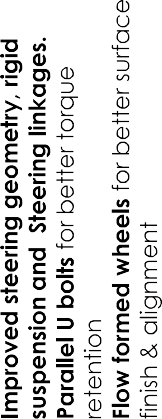 Improved steering geometry, rigid
suspension and Steering linkages.
Parallel U bolts for better torque
retention
Flow formed wheels for better surface
finish & alignment